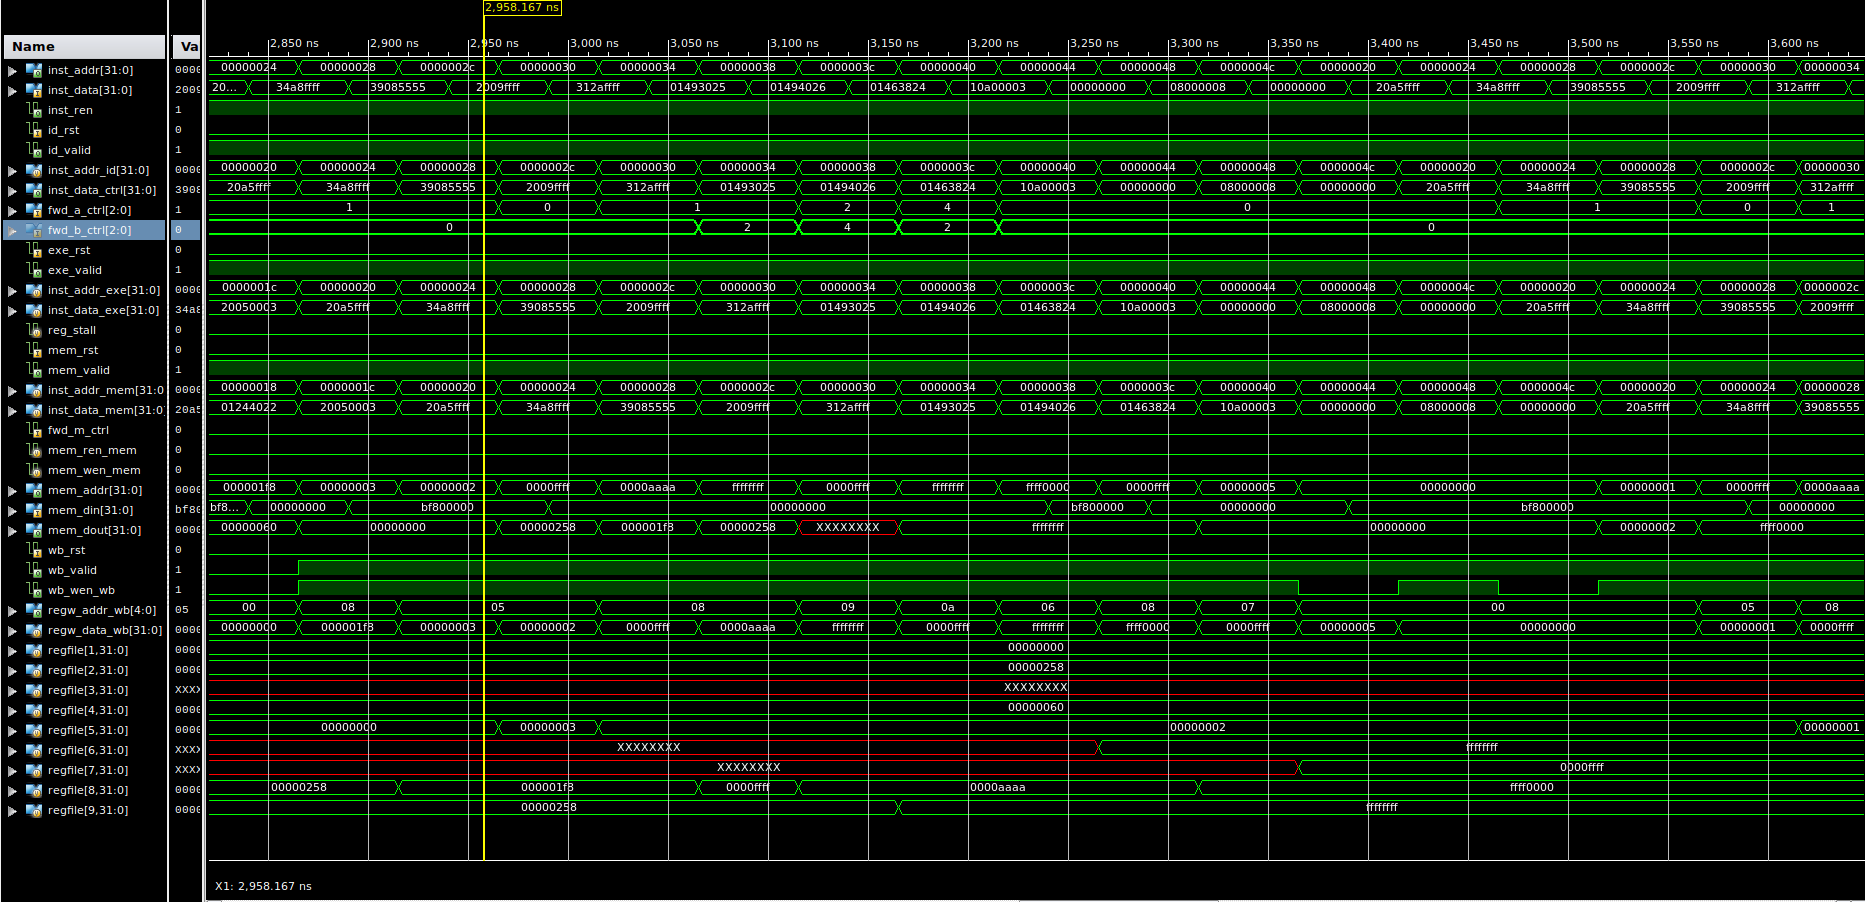 2,958.167 ns
Name Va 2,850 ns 2,900 ns 2,950 ns 3,000 ns 3,050 ns 3,100 ns 3,150 ns 3,200 ns 3,250 ns 3,300 ns 3,350 ns 3,400 ns 3,450 ns 3,500 ns 3,550 ns 3,600 ns
inst_addr[31:0] 0000 00000024 00000028 0000002c 00000030 00000034 00000038 0000003c 00000040 00000044 00000048 0000004c 00000020 00000024 00000028 0000002c 00000030 00000034
inst_data[31:0] 2009 20... 34a8ffff 39085555 2009ffff 312affff 01493025 01494026 01463824 10a00003 00000000 08000008 00000000 20a5ffff 34a8ffff 39085555 2009ffff 312affff
inst_ren 1
id_rst 0
id_valid 1
inst_addr_id[31:0] 0000 00000020 00000024 00000028 0000002c 00000030 00000034 00000038 0000003c 00000040 00000044 00000048 0000004c 00000020 00000024 00000028 0000002c 00000030
inst_data_ctrl[31:0] 3908 20a5ffff 34a8ffff 39085555 2009ffff 312affff 01493025 01494026 01463824 10a00003 00000000 08000008 00000000 20a5ffff 34a8ffff 39085555 2009ffff 312affff
fwd_a_ctrl[2:0] 1 1 0 1 2 4 0 1 0 1
fwd_b_ctrl[2:0] 0 0 2 4 2 0
exe_rst 0
exe_valid 1
inst_addr_exe[31:0] 0000 0000001c 00000020 00000024 00000028 0000002c 00000030 00000034 00000038 0000003c 00000040 00000044 00000048 0000004c 00000020 00000024 00000028 0000002c
inst_data_exe[31:0] 34a8 20050003 20a5ffff 34a8ffff 39085555 2009ffff 312affff 01493025 01494026 01463824 10a00003 00000000 08000008 00000000 20a5ffff 34a8ffff 39085555 2009ffff
reg_stall 0
mem_rst 0
mem_valid 1
inst_addr_mem[31:0 0000 00000018 0000001c 00000020 00000024 00000028 0000002c 00000030 00000034 00000038 0000003c 00000040 00000044 00000048 0000004c 00000020 00000024 00000028
inst_data_mem[31:0 20a5 01244022 20050003 20a5ffff 34a8ffff 39085555 2009ffff 312affff 01493025 01494026 01463824 10a00003 00000000 08000008 00000000 20a5ffff 34a8ffff 39085555
fwd_m_ctrl 0
mem_ren_mem 0
mem_wen_mem 0
mem_addr[31:0] 0000 000001f8 00000003 00000002 0000ffff 0000aaaa ffffffff 0000ffff ffffffff ffff0000 0000ffff 00000005 00000000 00000001 0000ffff 0000aaaa
mem_din[31:0] bf80 bf8... 00000000 bf800000 00000000 bf800000 00000000 bf800000 00000000
mem_dout[31:0] 0000 00000060 00000000 00000258 000001f8 00000258 XXXXXXXX ffffffff 00000000 00000002 ffff0000
wb_rst 0
wb_valid 1
wb_wen_wb 1
regw_addr_wb[4:0] 05 00 08 05 08 09 0a 06 08 07 00 05 08
regw_data_wb[31:0] 0000 00000000 000001f8 00000003 00000002 0000ffff 0000aaaa ffffffff 0000ffff ffffffff ffff0000 0000ffff 00000005 00000000 00000001 0000ffff
regfile[1,31:0] 0000 00000000
regfile[2,31:0] 0000 00000258
regfile[3,31:0] XXXX XXXXXXXX
regfile[4,31:0] 0000 00000060
regfile[5,31:0] 0000 00000000 00000003 00000002 00000001
regfile[6,31:0] XXXX XXXXXXXX ffffffff
regfile[7,31:0] XXXX XXXXXXXX 0000ffff
regfile[8,31:0] 0000 00000258 000001f8 0000ffff 0000aaaa ffff0000
regfile[9,31:0] 0000 00000258 ffffffff
X1: 2,958.167 ns